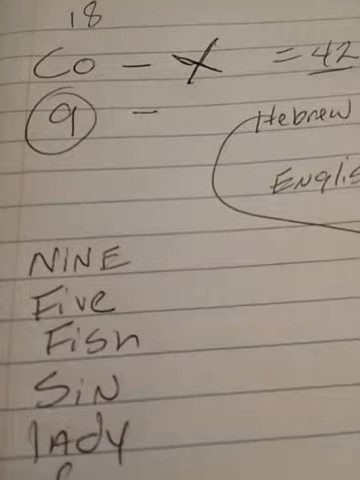 18
Co - X = 42
9 -
Hebrew
Englis
NINE
Five
Fish
SiN
lAdy